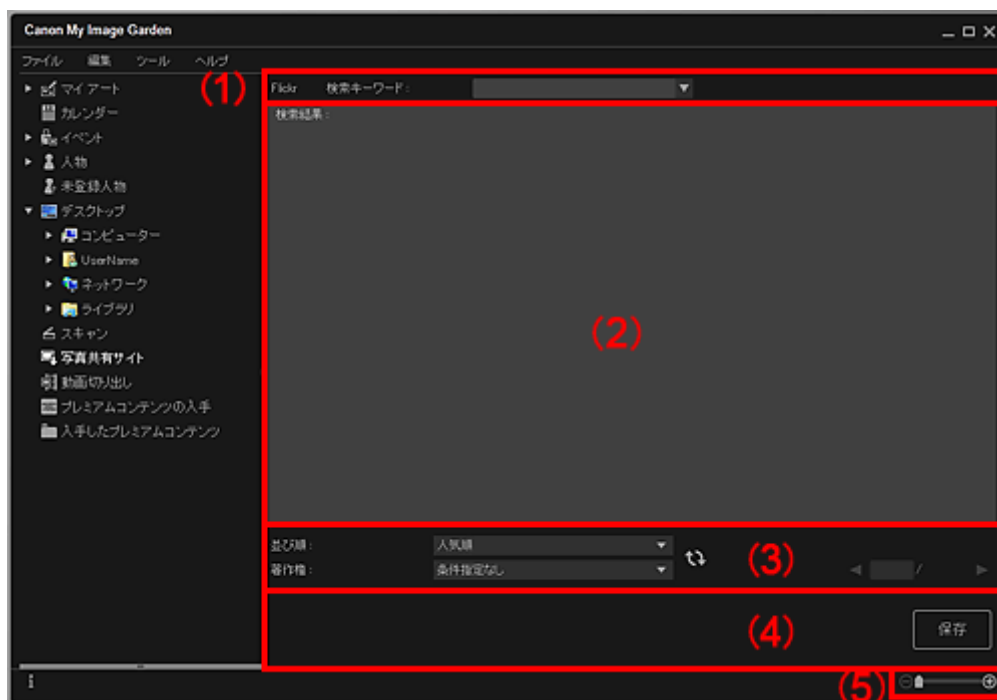 Canon My Image Garden
ファイル 編集 ツール ヘルプ
(1)
Flickr 検索キーワード:
検索結果:
マイ アート
カレンダー
イベント
人物
未登録人物
デスクトップ
コンピューター
UserName
ネットワーク
ライブラリ
スキャン
写真共有サイト
動画切り出し
プレミアムコンテンツの入手
入手したプレミアムコンテンツ
(2)
並び順: 人気順
著作権: 条件指定なし
(3)
/
(4)
保存
(5)